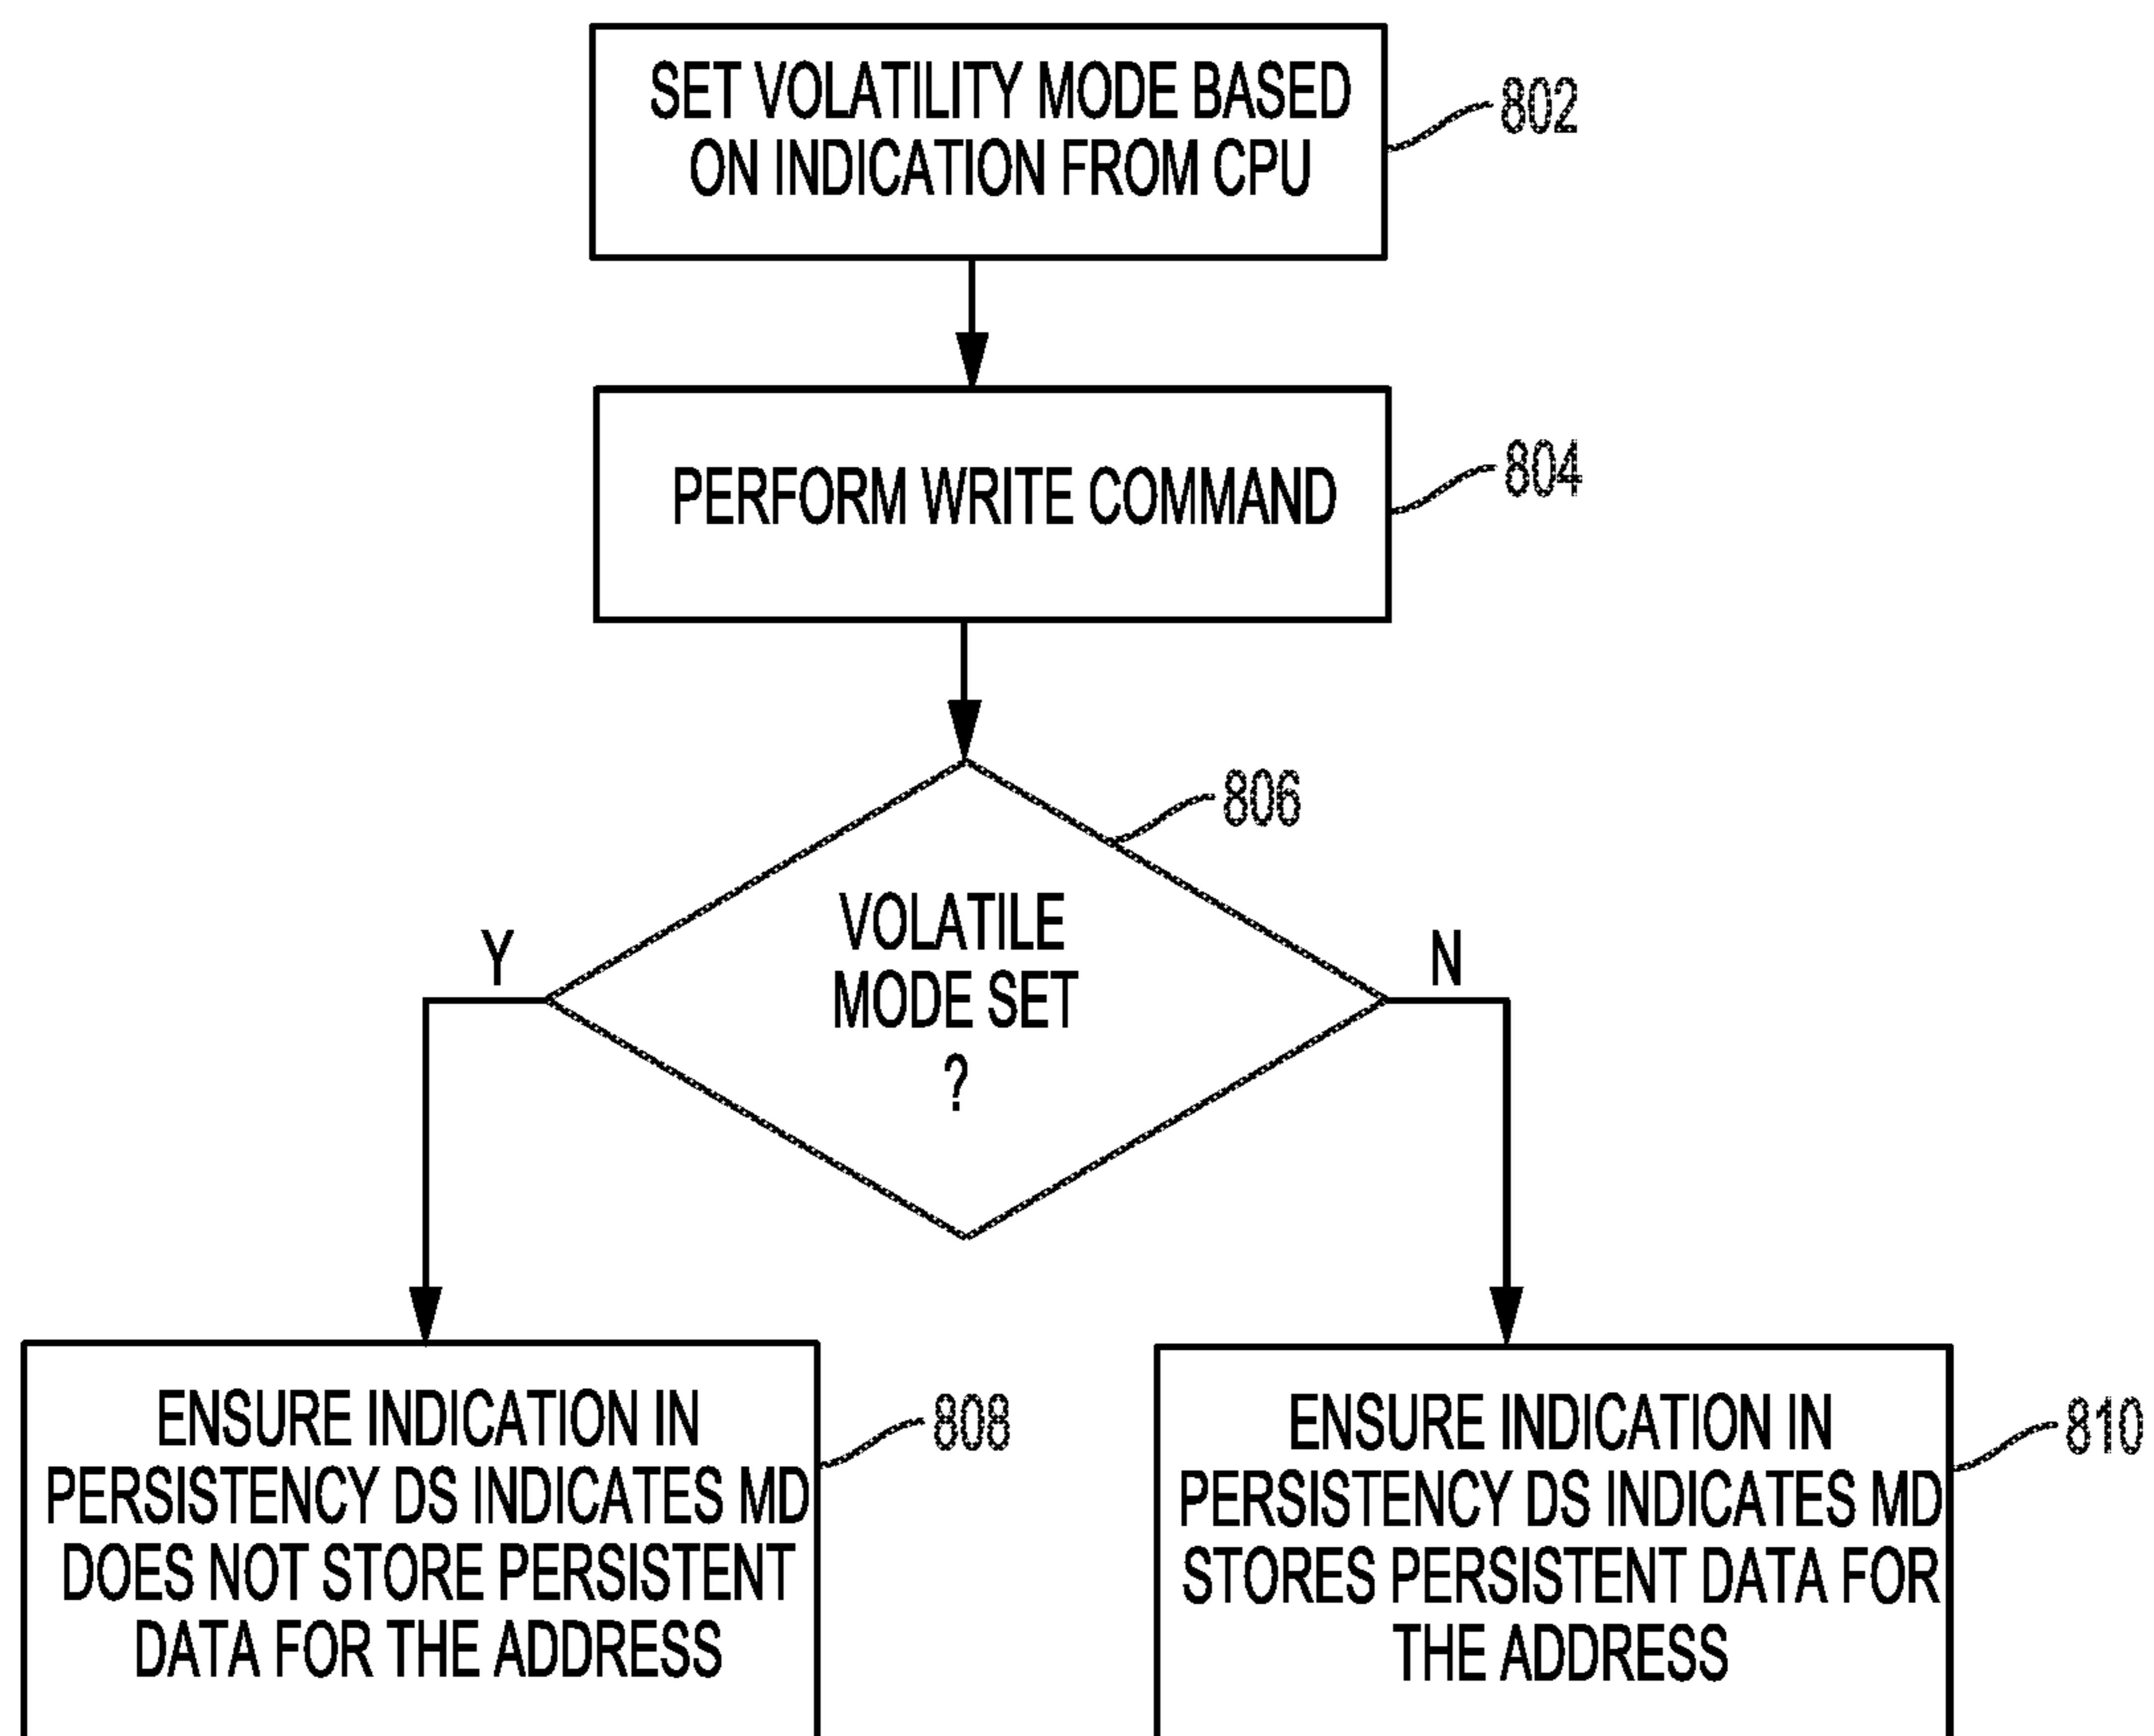 SET VOLATILITY MODE BASED
ON INDICATION FROM CPU
802
PERFORM WRITE COMMAND
804
806
VOLATILE
MODE SET
?
Y
N
ENSURE INDICATION IN
PERSISTENCY DS INDICATES MD
DOES NOT STORE PERSISTENT
DATA FOR THE ADDRESS
808
ENSURE INDICATION IN
PERSISTENCY DS INDICATES MD
STORES PERSISTENT DATA FOR
THE ADDRESS
810